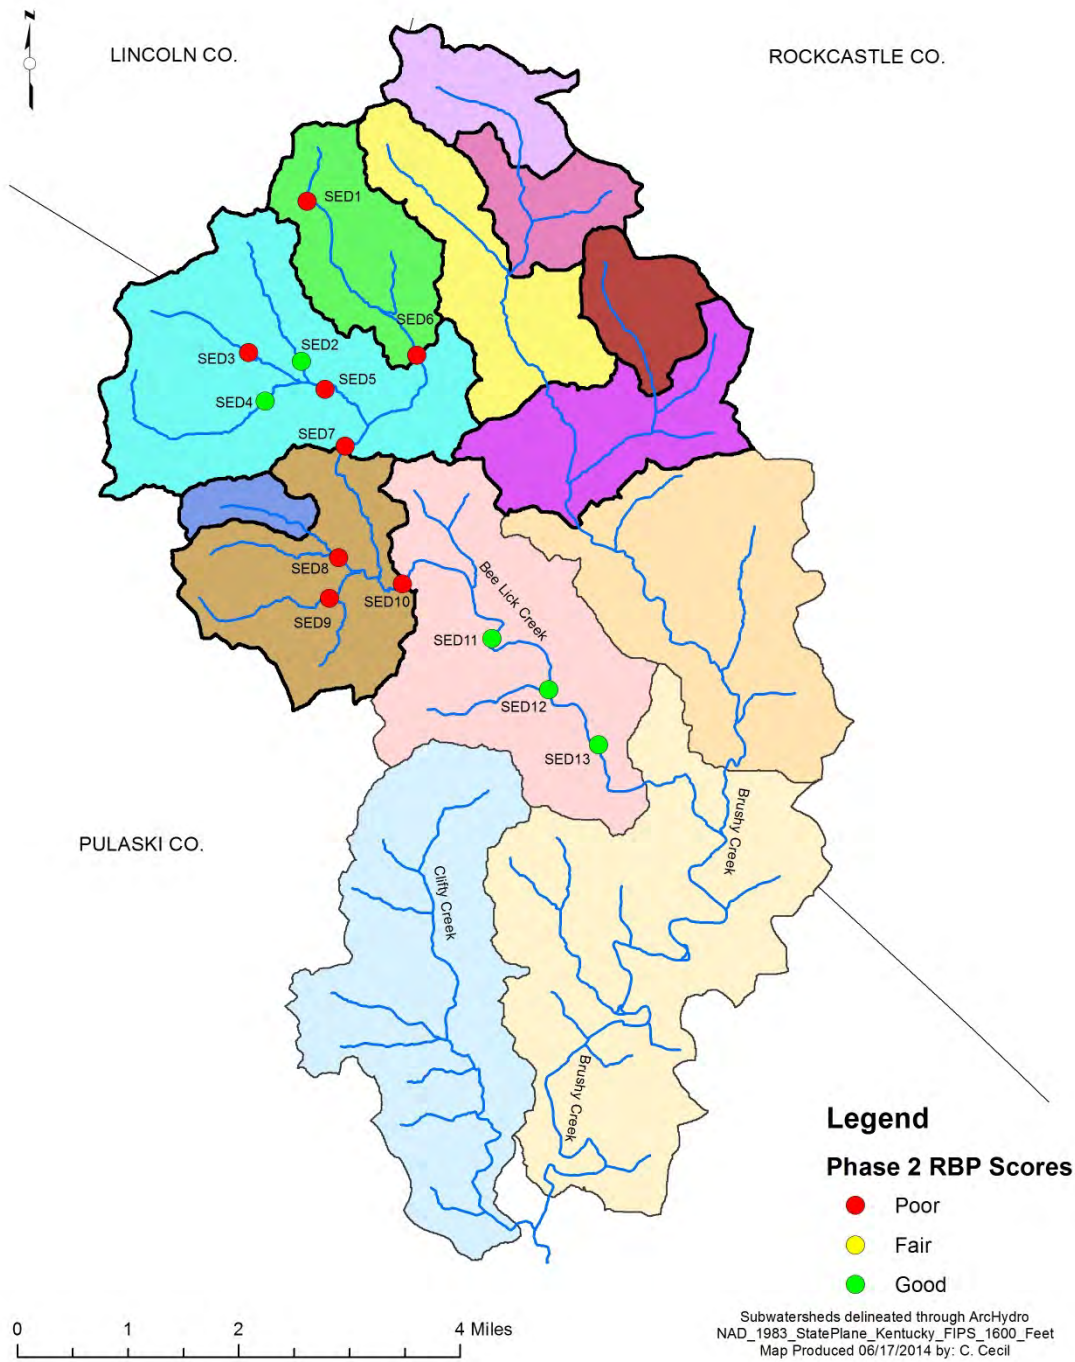 z
LINCOLN CO.
ROCKCASTLE CO.
SED1
SED6
SED2
SED3
SED5
SED4
SED7
SED8
SED10
SED9
Bee Lick Creek
SED11
SED12
SED13
PULASKI CO.
Brushy Creek
Clifty Creek
Brushy Creek
Legend
Phase 2 RBP Scores
Poor
Fair
Good
0 1 2 4 Miles
Subwatersheds delineated through ArcHydro
NAD_1983_StatePlane_Kentucky_FIPS_1600_Feet
Map Produced 06/17/2014 by: C. Cecil